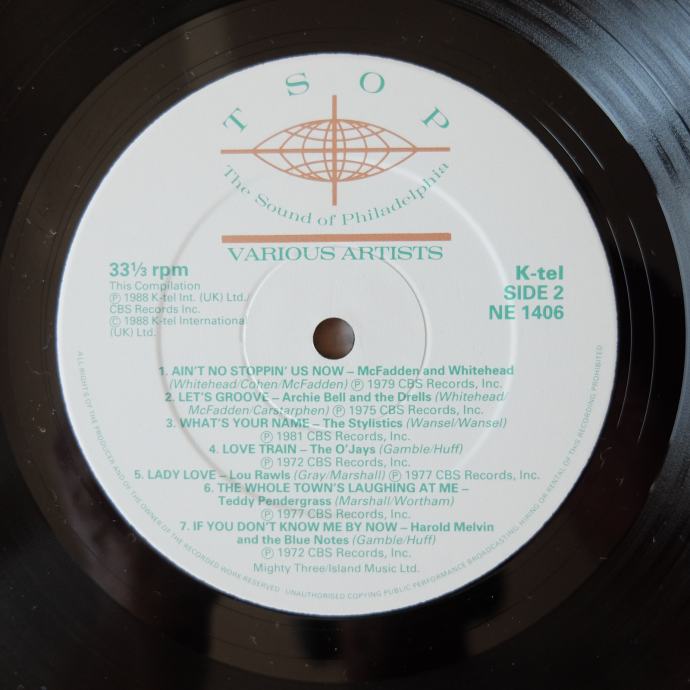 TSOP
The Sound of Philadelphia
VARIOUS ARTISTS
33⅓ rpm
This Compilation
Ⓟ 1988 K-tel Int. (UK) Ltd./
CBS Records Inc.
© 1988 K-tel International
(UK) Ltd.
K-tel
SIDE 2
NE 1406
1. AIN'T NO STOPPIN' US NOW – McFadden and Whitehead
(Whitehead/Cohen/McFadden) Ⓟ 1979 CBS Records, Inc.
2. LET'S GROOVE – Archie Bell and the Drells (Whitehead/
McFadden/Carstarphen) Ⓟ 1975 CBS Records, Inc.
3. WHAT'S YOUR NAME – The Stylistics (Wansel/Wansel)
Ⓟ 1981 CBS Records, Inc.
4. LOVE TRAIN – The O'Jays (Gamble/Huff)
Ⓟ 1972 CBS Records, Inc.
5. LADY LOVE – Lou Rawls (Gray/Marshall) Ⓟ 1977 CBS Records, Inc.
6. THE WHOLE TOWN'S LAUGHING AT ME –
Teddy Pendergrass (Marshall/Wortham)
Ⓟ 1977 CBS Records, Inc.
7. IF YOU DON'T KNOW ME BY NOW – Harold Melvin
and the Blue Notes (Gamble/Huff)
Ⓟ 1972 CBS Records, Inc.
Mighty Three/Island Music Ltd.
ALL RIGHTS OF THE PRODUCER AND OF THE OWNER OF THE RECORDED WORK RESERVED · UNAUTHORISED COPYING PUBLIC PERFORMANCE BROADCASTING, HIRING OR RENTAL OF THIS RECORDING PROHIBITED